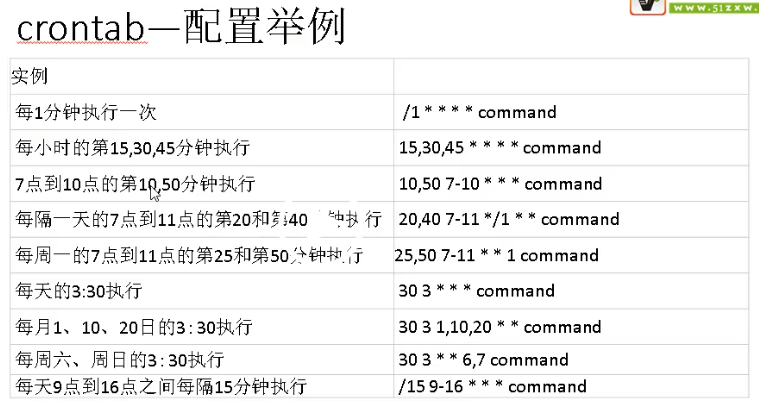 www.51zxw.
crontab—配置举例
实例
每1分钟执行一次 /1 * * * * command
每小时的第15,30,45分钟执行 15,30,45 * * * * command
7点到10点的第10,50分钟执行 10,50 7-10 * * * command
每隔一天的7点到11点的第20和第40 钟执行 20,40 7-11 */1 * * command
每周一的7点到11点的第25和第50分钟执行 25,50 7-11 * * 1 command
每天的3:30执行 30 3 * * * command
每月1、10、20日的3:30执行 30 3 1,10,20 * * command
每周六、周日的3:30执行 30 3 * * 6,7 command
每天9点到16点之间每隔15分钟执行 /15 9-16 * * * command